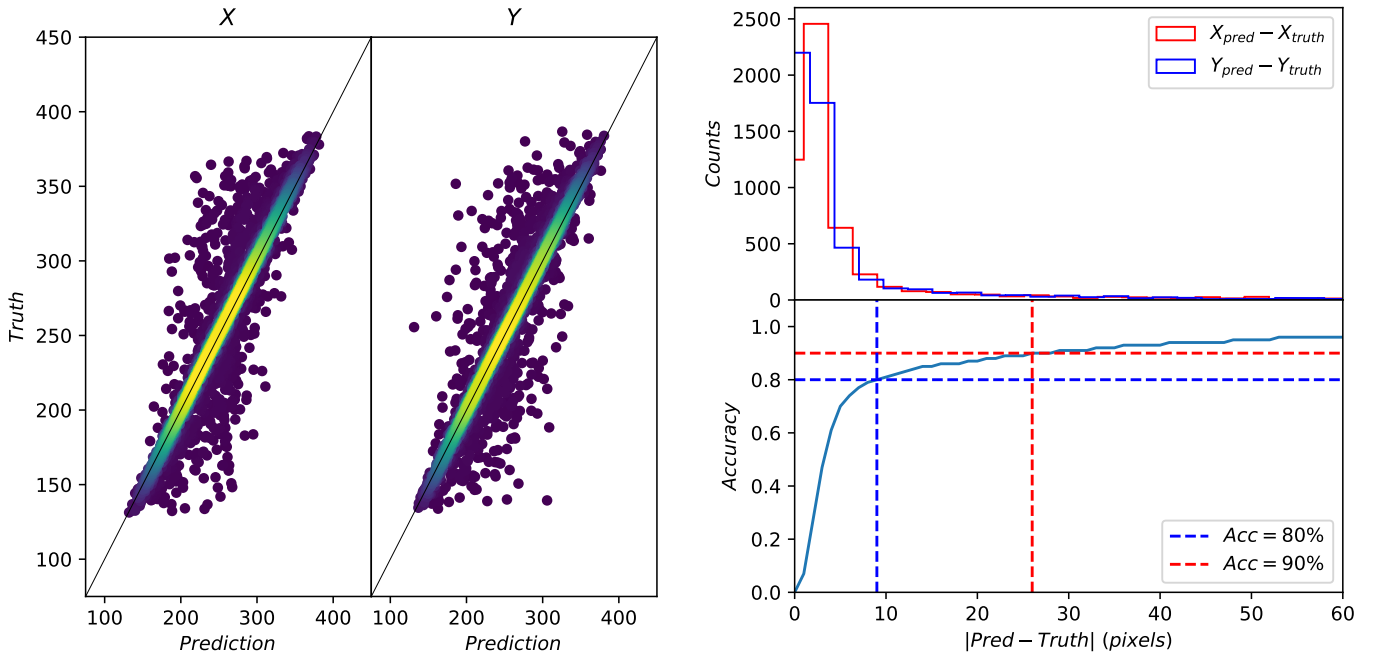 X
Y
450
400
350
300
250
200
150
100
Truth
100 200 300 400
100 200 300 400
Prediction
Prediction
2500
2000
1500
1000
500
0
Counts
X_pred − X_truth
Y_pred − Y_truth
1.0
0.8
0.6
0.4
0.2
0.0
Accuracy
Acc = 80%
Acc = 90%
0 10 20 30 40 50 60
|Pred − Truth| (pixels)